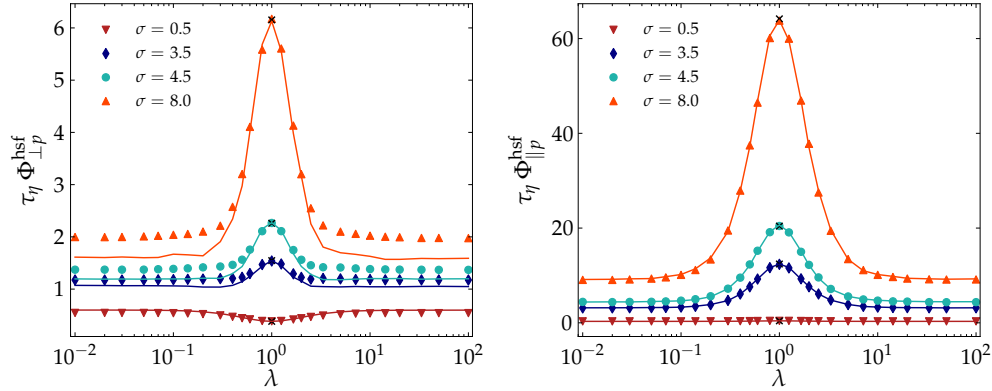 τ_η Φ^hsf_⊥p
6
5
4
3
2
1
σ = 0.5
σ = 3.5
σ = 4.5
σ = 8.0
10^−2 10^−1 10^0 10^1 10^2
λ
τ_η Φ^hsf_∥p
60
40
20
0
σ = 0.5
σ = 3.5
σ = 4.5
σ = 8.0
10^−2 10^−1 10^0 10^1 10^2
λ